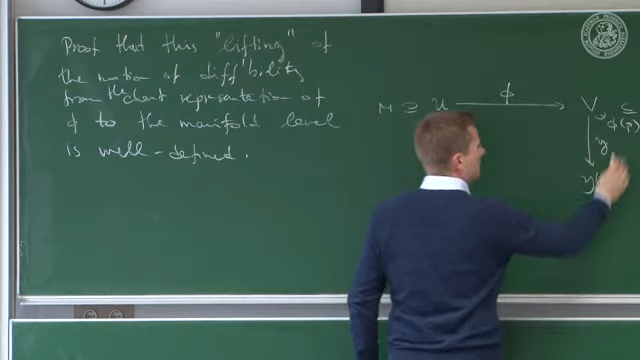 Proof that this "lifting" of
the notion of diff'bility
from the chart representation of
ϕ to the manifold level
is well-defined.
M ⊇ U
ϕ
V ⊆
ϕ(p)
y